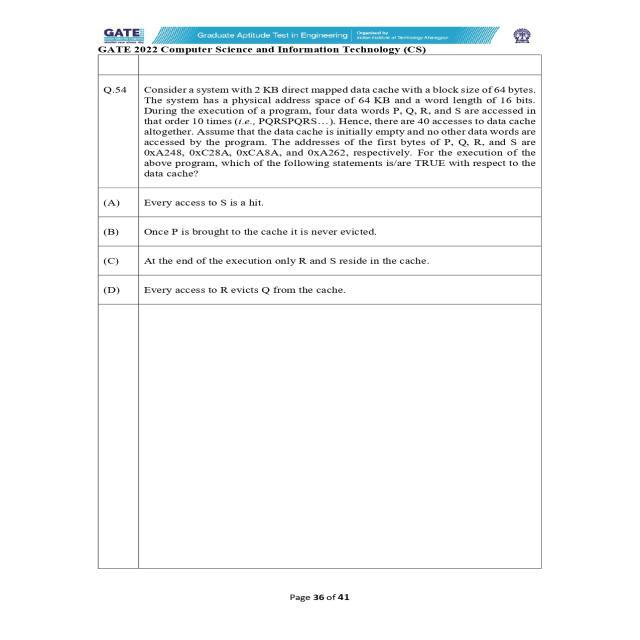 GATE
Graduate Aptitude Test in Engineering
Organised by
Indian Institute of Technology Kharagpur
GATE 2022 Computer Science and Information Technology (CS)
Q.54
Consider a system with 2 KB direct mapped data cache with a block size of 64 bytes.
The system has a physical address space of 64 KB and a word length of 16 bits.
During the execution of a program, four data words P, Q, R, and S are accessed in
that order 10 times (i.e., PQRSPQRS…). Hence, there are 40 accesses to data cache
altogether. Assume that the data cache is initially empty and no other data words are
accessed by the program. The addresses of the first bytes of P, Q, R, and S are
0xA248, 0xC28A, 0xCA8A, and 0xA262, respectively. For the execution of the
above program, which of the following statements is/are TRUE with respect to the
data cache?
(A) Every access to S is a hit.
(B) Once P is brought to the cache it is never evicted.
(C) At the end of the execution only R and S reside in the cache.
(D) Every access to R evicts Q from the cache.
Page 36 of 41